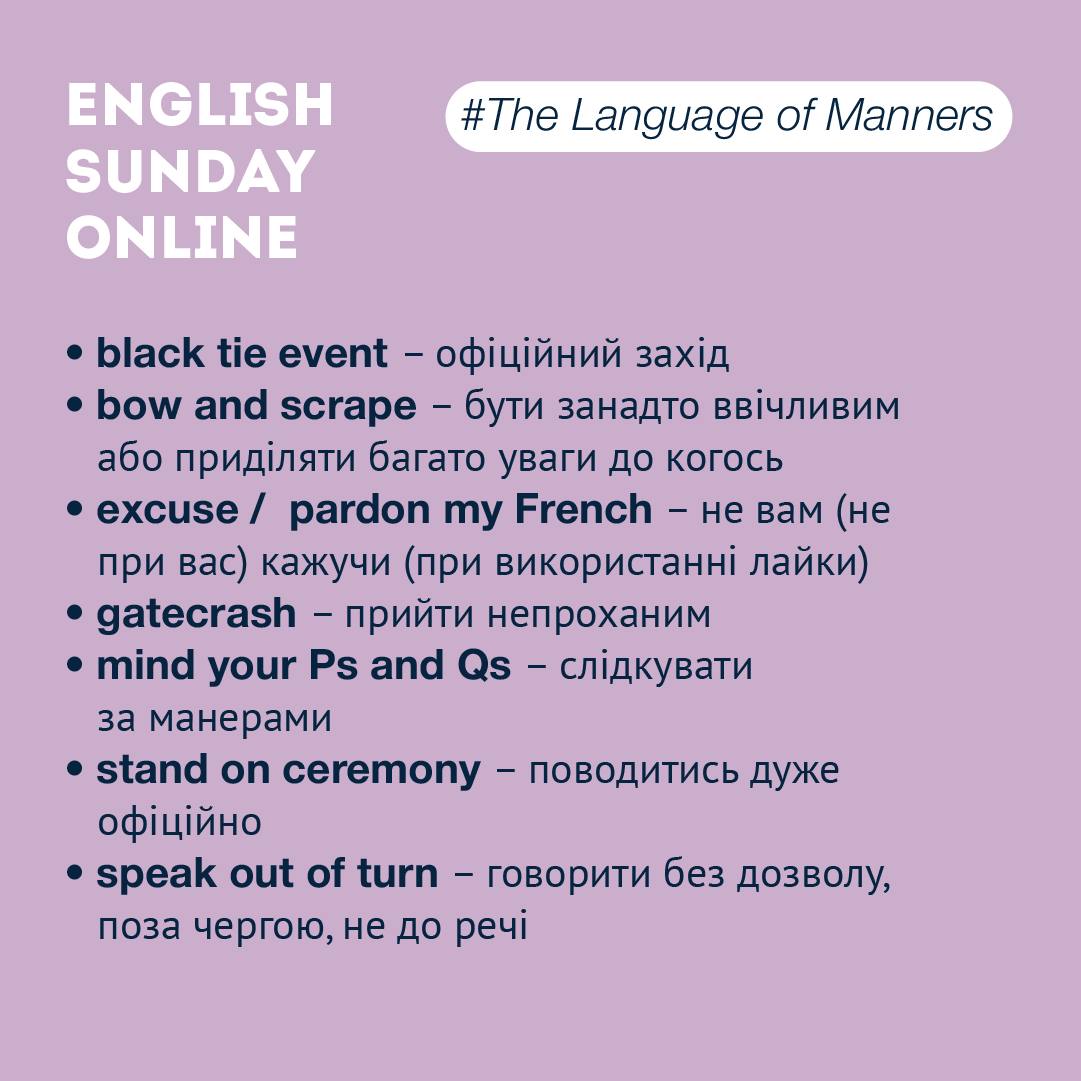 ENGLISH
SUNDAY
ONLINE
#The Language of Manners
• black tie event – офіційний захід
• bow and scrape – бути занадто ввічливим
або приділяти багато уваги до когось
• excuse / pardon my French – не вам (не
при вас) кажучи (при використанні лайки)
• gatecrash – прийти непроханим
• mind your Ps and Qs – слідкувати
за манерами
• stand on ceremony – поводитись дуже
офіційно
• speak out of turn – говорити без дозволу,
поза чергою, не до речі